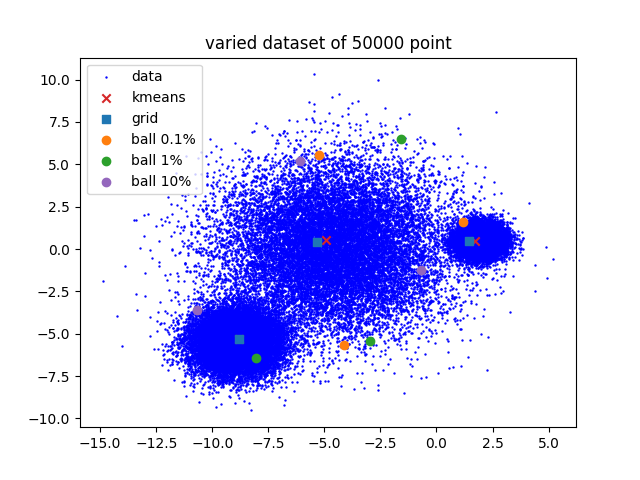 varied dataset of 50000 point
data
kmeans
grid
ball 0.1%
ball 1%
ball 10%
10.0
7.5
5.0
2.5
0.0
−2.5
−5.0
−7.5
−10.0
−15.0 −12.5 −10.0 −7.5 −5.0 −2.5 0.0 2.5 5.0